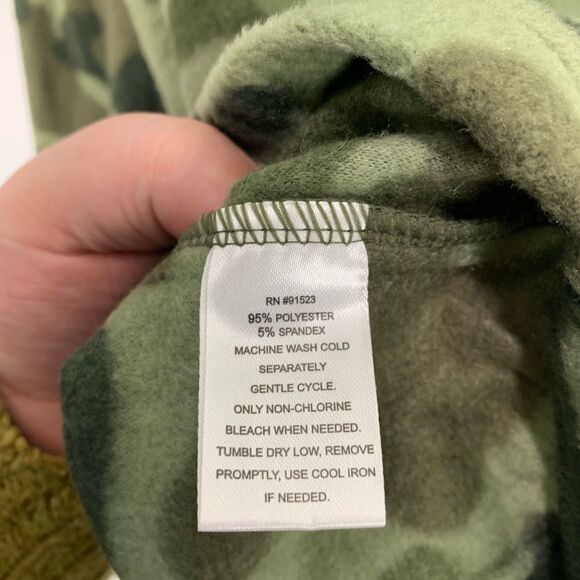 RN #91523
95% POLYESTER
5% SPANDEX
MACHINE WASH COLD
SEPARATELY
GENTLE CYCLE.
ONLY NON-CHLORINE
BLEACH WHEN NEEDED.
TUMBLE DRY LOW, REMOVE
PROMPTLY, USE COOL IRON
IF NEEDED.